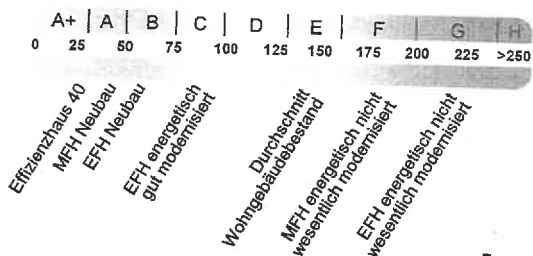 A+ | A | B | C | D | E | F | G | H
0 25 50 75 100 125 150 175 200 225 >250
Effizienzhaus 40
MFH Neubau
EFH Neubau
EFH energetisch
gut modernisiert
Durchschnitt
Wohngebäudebestand
MFH energetisch nicht
wesentlich modernisiert
EFH energetisch nicht
wesentlich modernisiert